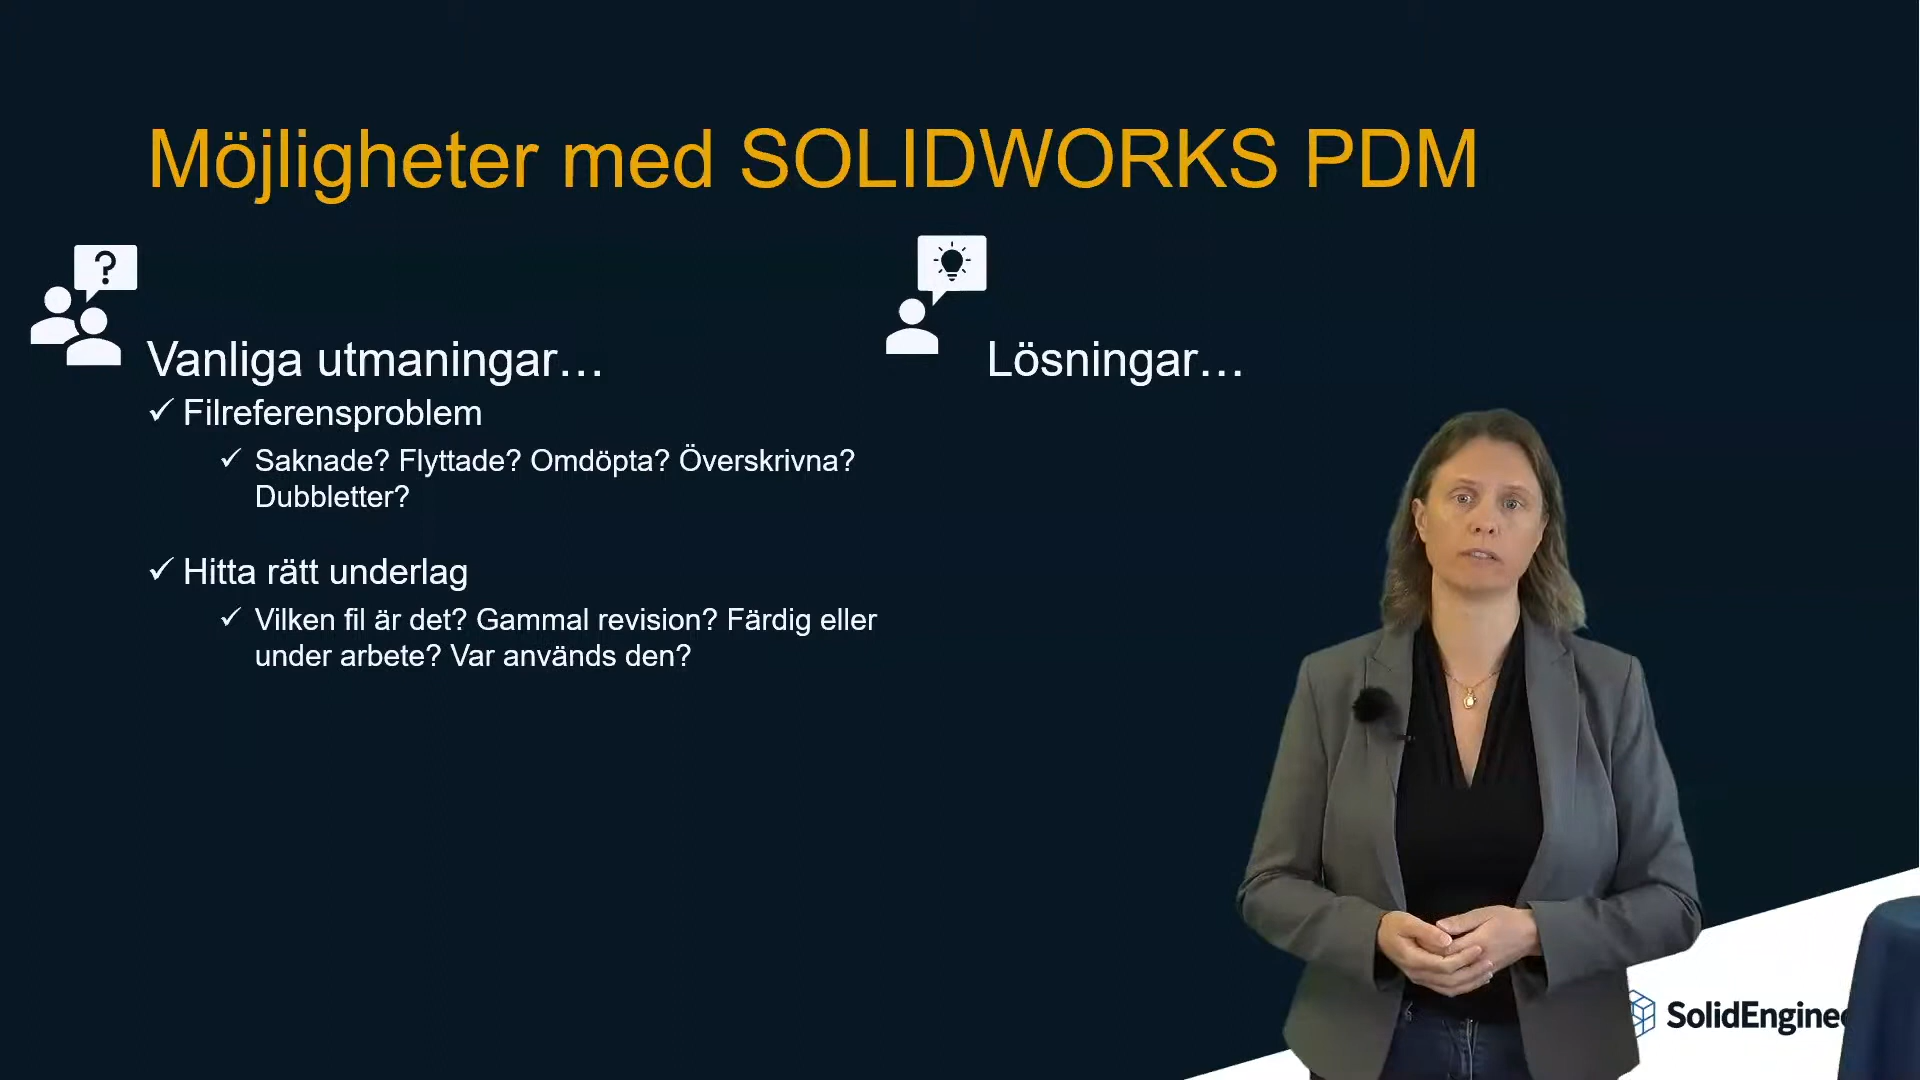 Möjligheter med SOLIDWORKS PDM
?
Vanliga utmaningar…
Filreferensproblem
Saknade? Flyttade? Omdöpta? Överskrivna?
Dubbletter?
Hitta rätt underlag
Vilken fil är det? Gammal revision? Färdig eller
under arbete? Var används den?
Lösningar…
SolidEnginee